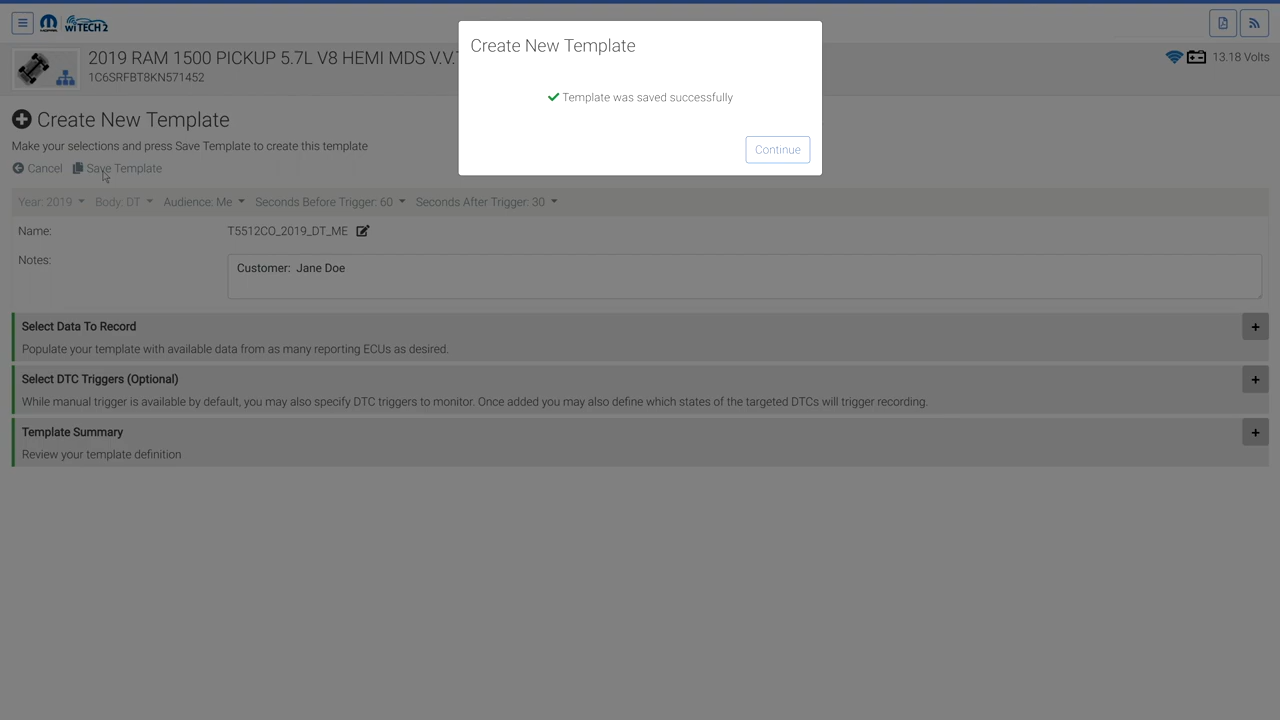 wiTECH 2
2019 RAM 1500 PICKUP 5.7L V8 HEMI MDS V.V.
1C6SRFBT8KN571452
13.18 Volts
Create New Template
Template was saved successfully
Continue
Create New Template
Make your selections and press Save Template to create this template
Cancel Save Template
Year: 2019 Body: DT Audience: Me Seconds Before Trigger: 60 Seconds After Trigger: 30
Name: T5512CO_2019_DT_ME
Notes: Customer: Jane Doe
Select Data To Record
Populate your template with available data from as many reporting ECUs as desired.
Select DTC Triggers (Optional)
While manual trigger is available by default, you may also specify DTC triggers to monitor. Once added you may also define which states of the targeted DTCs will trigger recording.
Template Summary
Review your template definition